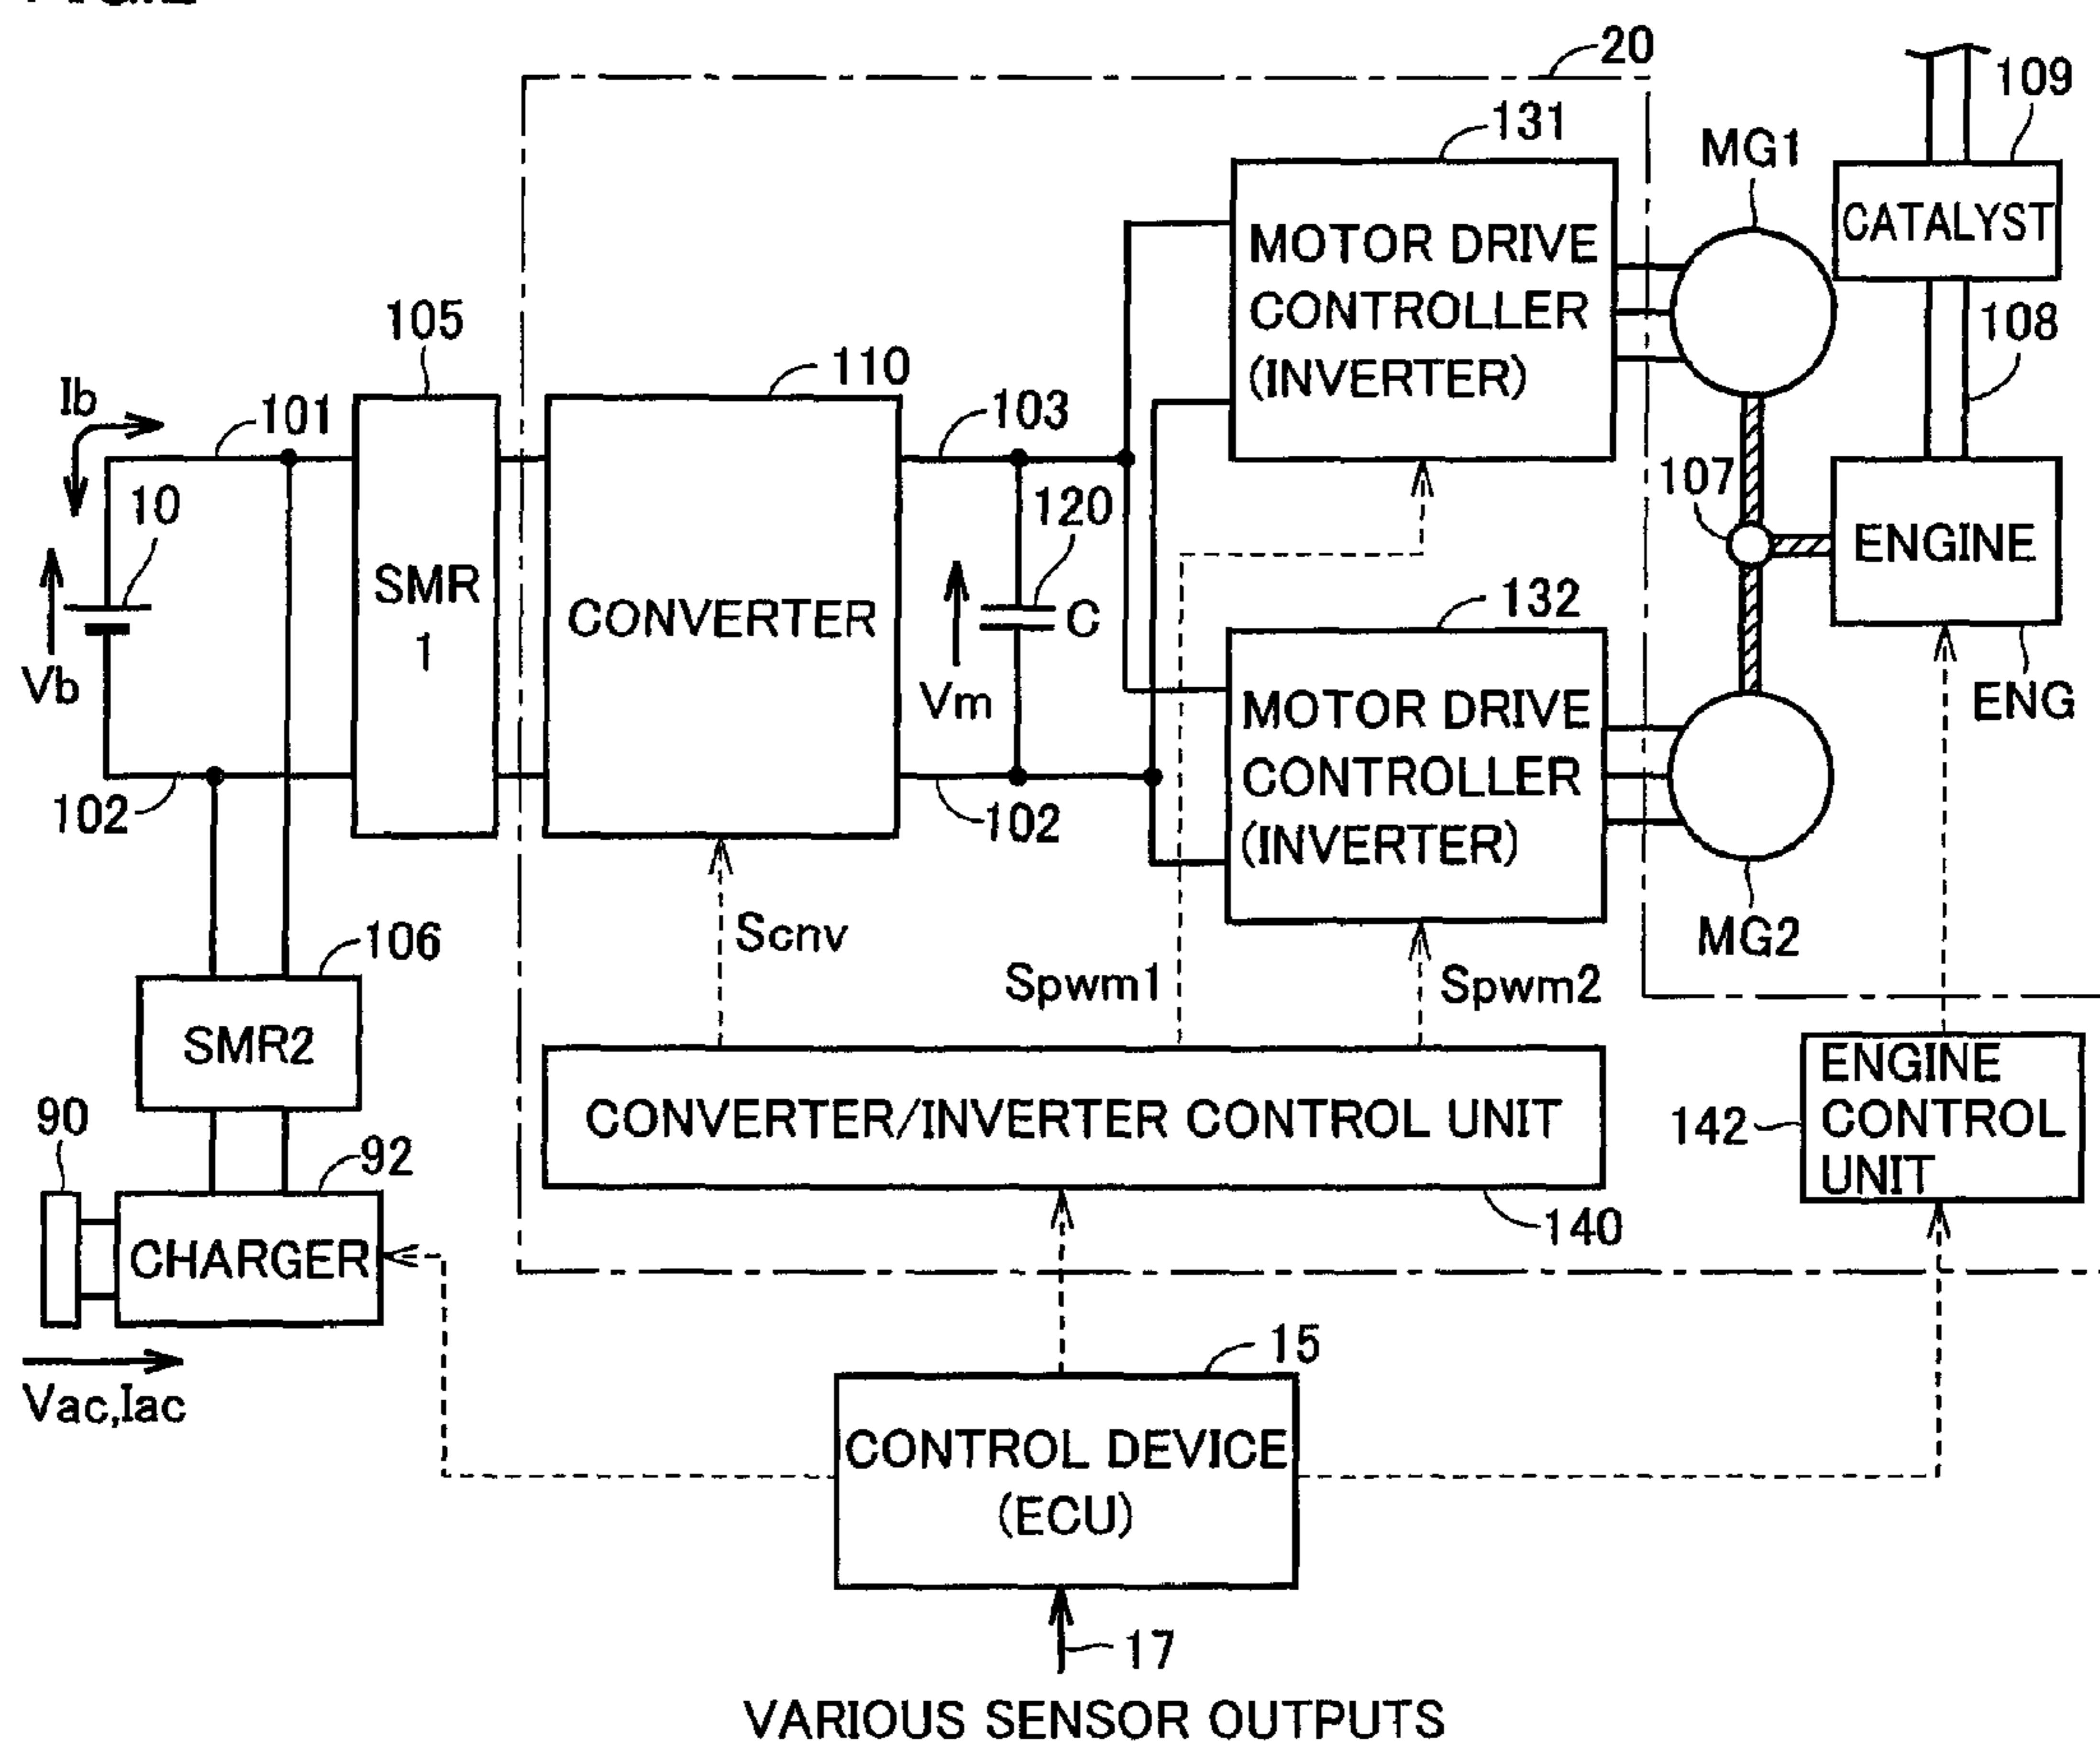 20
109
131
MG1
CATALYST
MOTOR DRIVE
CONTROLLER
(INVERTER)
108
105
110
Ib
101
103
107
10
120
ENGINE
SMR
1
CONVERTER
C
132
Vb
Vm
ENG
MOTOR DRIVE
CONTROLLER
(INVERTER)
102
102
MG2
106
Scnv
Spwm1
Spwm2
SMR2
ENGINE
CONTROL
UNIT
142
90
CONVERTER/INVERTER CONTROL UNIT
92
140
CHARGER
15
Vac,Iac
CONTROL DEVICE
(ECU)
17
VARIOUS SENSOR OUTPUTS